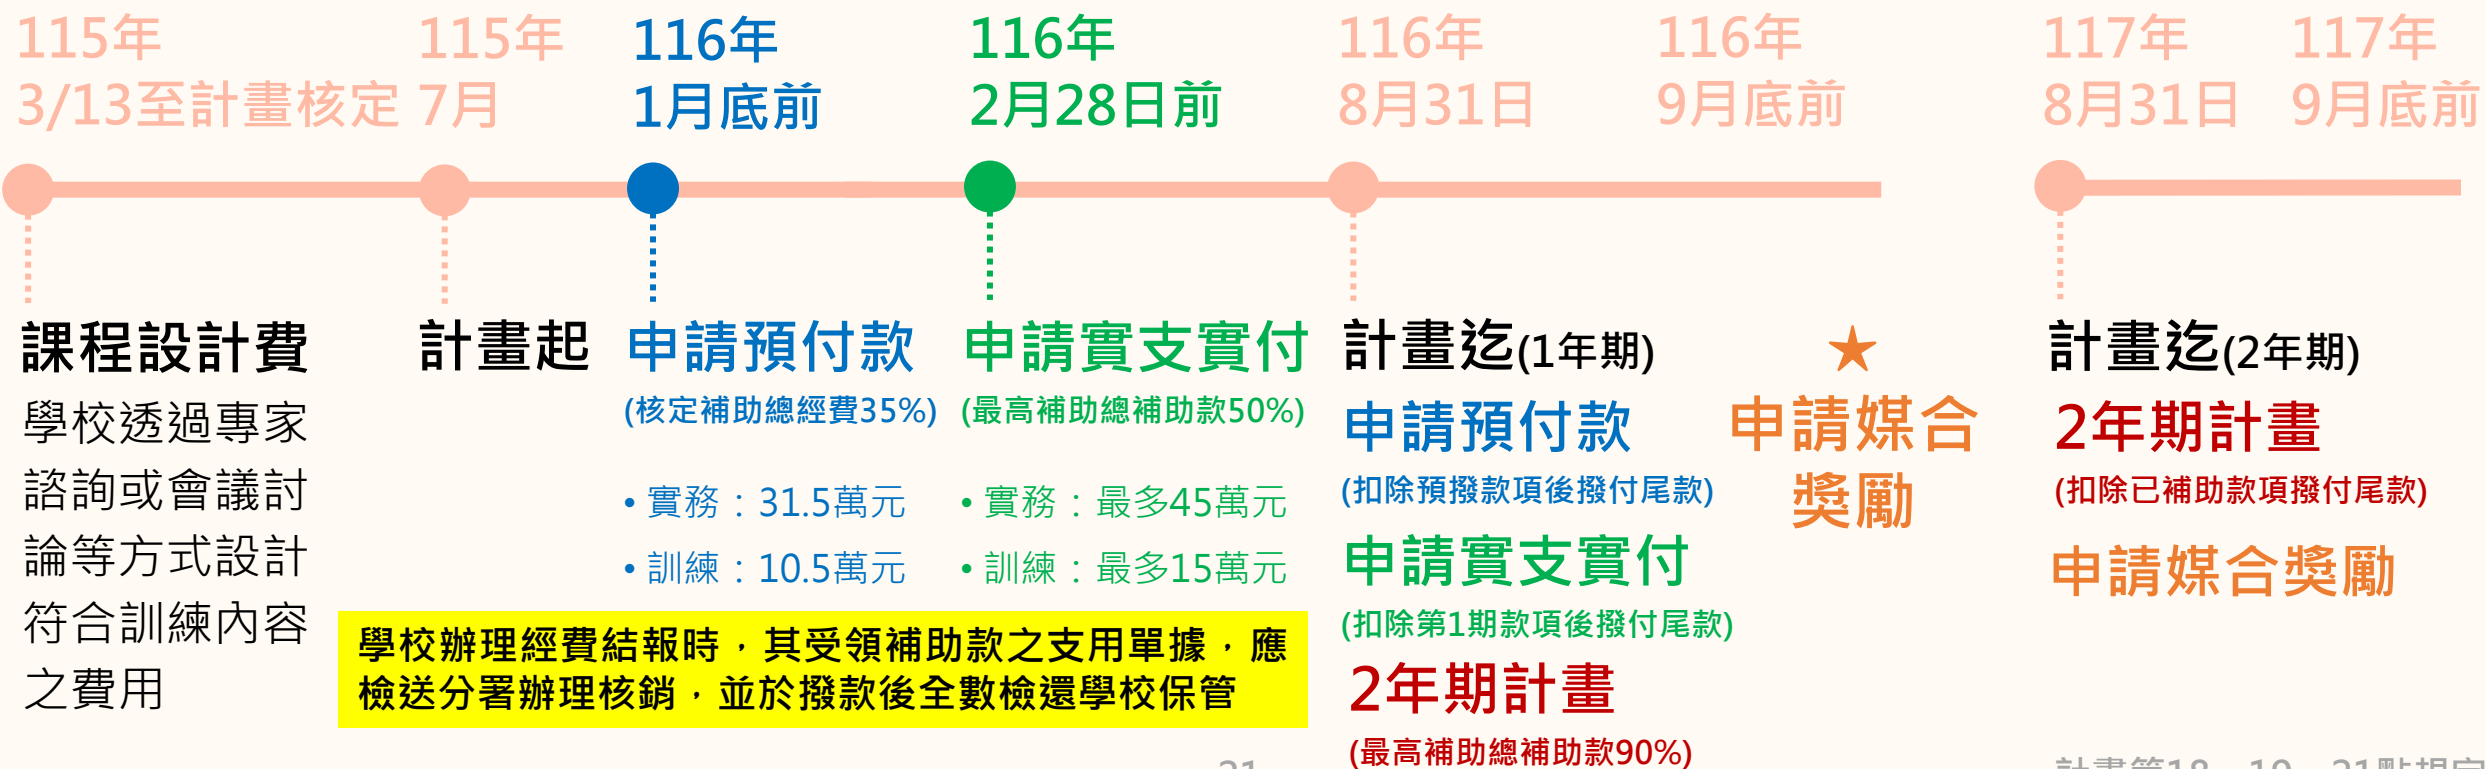 115年
3/13至計畫核定
115年
7月
116年
1月底前
116年
2月28日前
116年
8月31日
116年
9月底前
117年
8月31日
117年
9月底前
課程設計費
學校透過專家
諮詢或會議討
論等方式設計
符合訓練內容
之費用
計畫起
申請預付款
(核定補助總經費35%)
• 實務：31.5萬元
• 訓練：10.5萬元
申請實支實付
(最高補助總補助款50%)
• 實務：最多45萬元
• 訓練：最多15萬元
學校辦理經費結報時，其受領補助款之支用單據，應
檢送分署辦理核銷，並於撥款後全數檢還學校保管
計畫迄(1年期)
申請預付款
(扣除預撥款項後撥付尾款)
申請實支實付
(扣除第1期款項後撥付尾款)
2年期計畫
(最高補助總補助款90%)
申請媒合
獎勵
計畫迄(2年期)
2年期計畫
(扣除已補助款項撥付尾款)
申請媒合獎勵